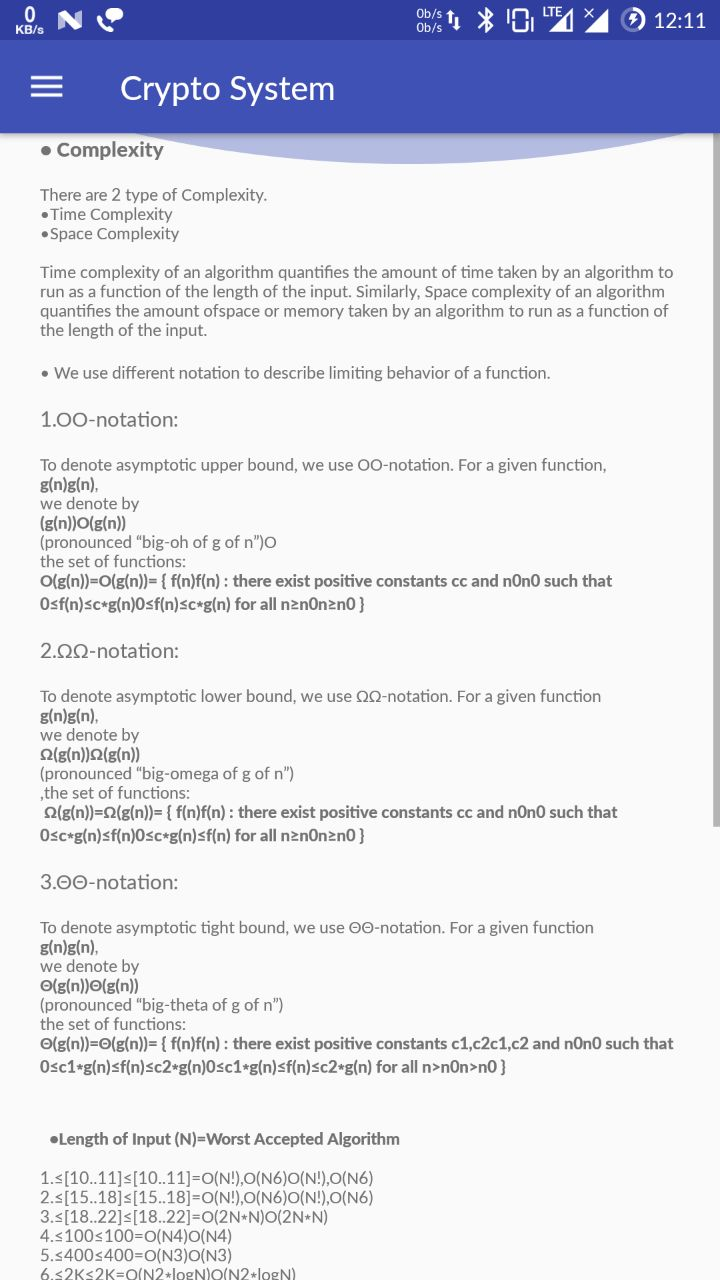 0
KB/s
0b/s
0b/s
LTE
12:11
Crypto System
• Complexity
There are 2 type of Complexity.
•Time Complexity
•Space Complexity
Time complexity of an algorithm quantifies the amount of time taken by an algorithm to
run as a function of the length of the input. Similarly, Space complexity of an algorithm
quantifies the amount ofspace or memory taken by an algorithm to run as a function of
the length of the input.
• We use different notation to describe limiting behavior of a function.
1.OO-notation:
To denote asymptotic upper bound, we use OO-notation. For a given function,
g(n)g(n),
we denote by
(g(n))O(g(n))
(pronounced “big-oh of g of n”)O
the set of functions:
O(g(n))=O(g(n))= { f(n)f(n) : there exist positive constants cc and n0n0 such that
0≤f(n)≤c∗g(n)0≤f(n)≤c∗g(n) for all n≥n0n≥n0 }
2.ΩΩ-notation:
To denote asymptotic lower bound, we use ΩΩ-notation. For a given function
g(n)g(n),
we denote by
Ω(g(n))Ω(g(n))
(pronounced “big-omega of g of n”)
,the set of functions:
Ω(g(n))=Ω(g(n))= { f(n)f(n) : there exist positive constants cc and n0n0 such that
0≤c∗g(n)≤f(n)0≤c∗g(n)≤f(n) for all n≥n0n≥n0 }
3.ΘΘ-notation:
To denote asymptotic tight bound, we use ΘΘ-notation. For a given function
g(n)g(n),
we denote by
Θ(g(n))Θ(g(n))
(pronounced “big-theta of g of n”)
the set of functions:
Θ(g(n))=Θ(g(n))= { f(n)f(n) : there exist positive constants c1,c2c1,c2 and n0n0 such that
0≤c1∗g(n)≤f(n)≤c2∗g(n)0≤c1∗g(n)≤f(n)≤c2∗g(n) for all n>n0n>n0 }
•Length of Input (N)=Worst Accepted Algorithm
1.≤[10..11]≤[10..11]=O(N!),O(N6)O(N!),O(N6)
2.≤[15..18]≤[15..18]=O(N!),O(N6)O(N!),O(N6)
3.≤[18..22]≤[18..22]=O(2N∗N)O(2N∗N)
4.≤100≤100=O(N4)O(N4)
5.≤400≤400=O(N3)O(N3)
6.≤2K≤2K=O(N2∗logN)O(N2∗logN)